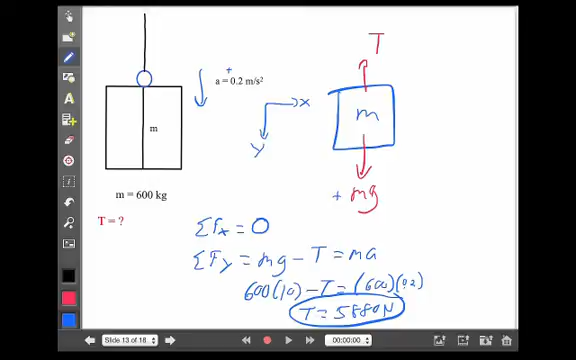 T
+
a = 0.2 m/s²
x
m
m
y
m = 600 kg
+ mg
T = ?
Σfx = 0
ΣFy = mg - T = ma
600(10) - T = (600)(0.2)
T = 5880N
Slide 13 of 18
00:00:00